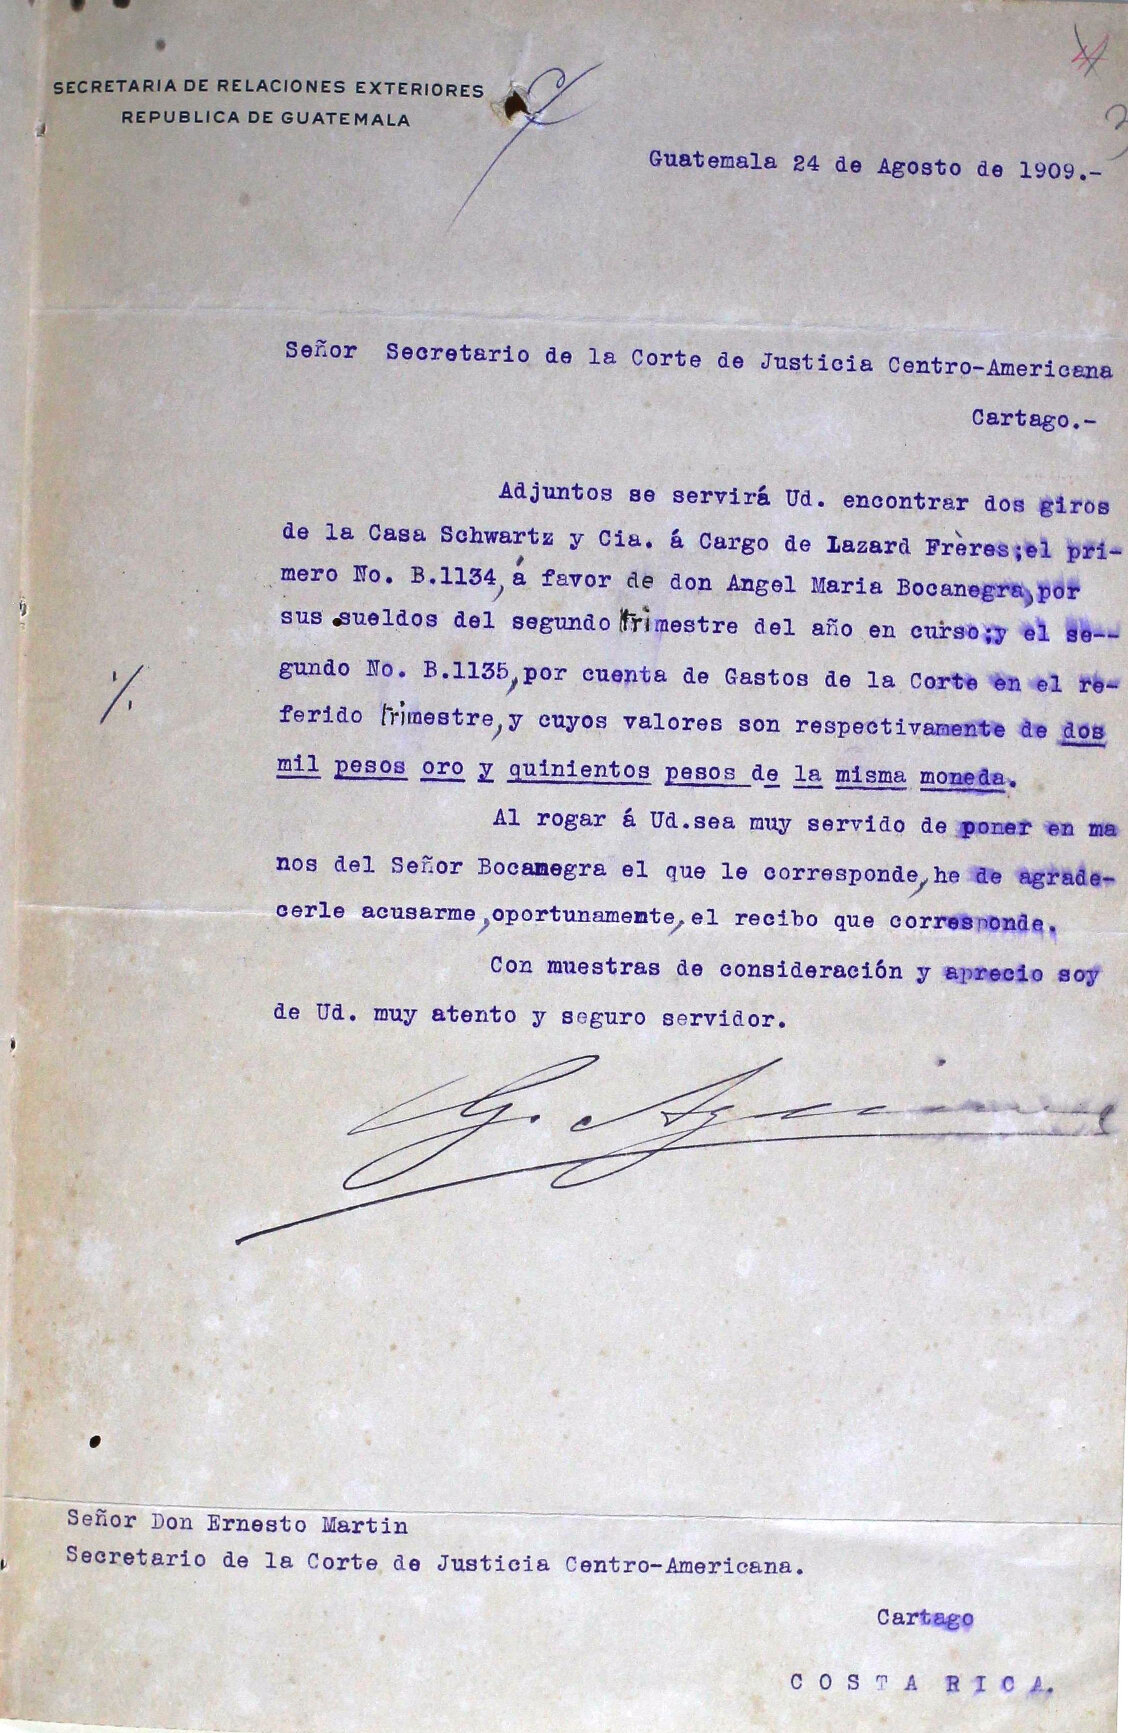 SECRETARIA DE RELACIONES EXTERIORES
REPUBLICA DE GUATEMALA
Guatemala 24 de Agosto de 1909.-
Señor Secretario de la Corte de Justicia Centro-Americana
Cartago.-
Adjuntos se servirá Ud. encontrar dos giros
de la Casa Schwartz y Cia. á Cargo de Lazard Frères;el pri-
mero No. B.1134, á favor de don Angel Maria Bocanegra,por
sus sueldos del segundo trimestre del año en curso;y el se--
gundo No. B.1135,por cuenta de Gastos de la Corte en el re-
ferido trimestre,y cuyos valores son respectivamente de dos
mil pesos oro y quinientos pesos de la misma moneda.
Al rogar á Ud.sea muy servido de poner en ma
nos del Señor Bocanegra el que le corresponde,he de agrade-
cerle acusarme,oportunamente,el recibo que corresponde.
Con muestras de consideración y aprecio soy
de Ud. muy atento y seguro servidor.
Señor Don Ernesto Martin
Secretario de la Corte de Justicia Centro-Americana.
Cartago
COSTA RICA.